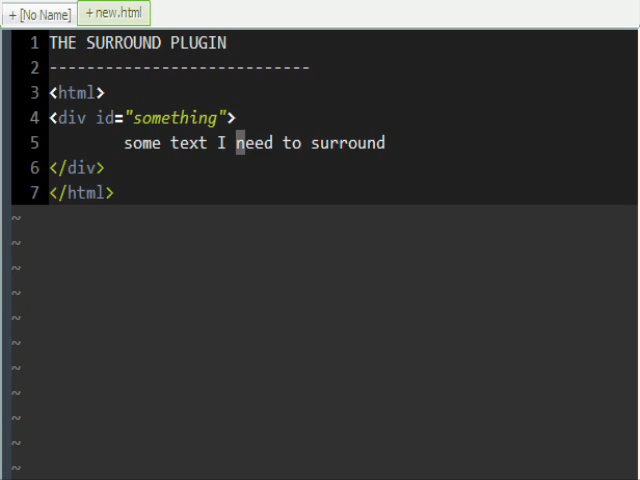 + [No Name] + new.html
1 THE SURROUND PLUGIN
2 ----------------------------
3 <html>
4 <div id="something">
5 some text I need to surround
6 </div>
7 </html>
~
~
~
~
~
~
~
~
~
~
~